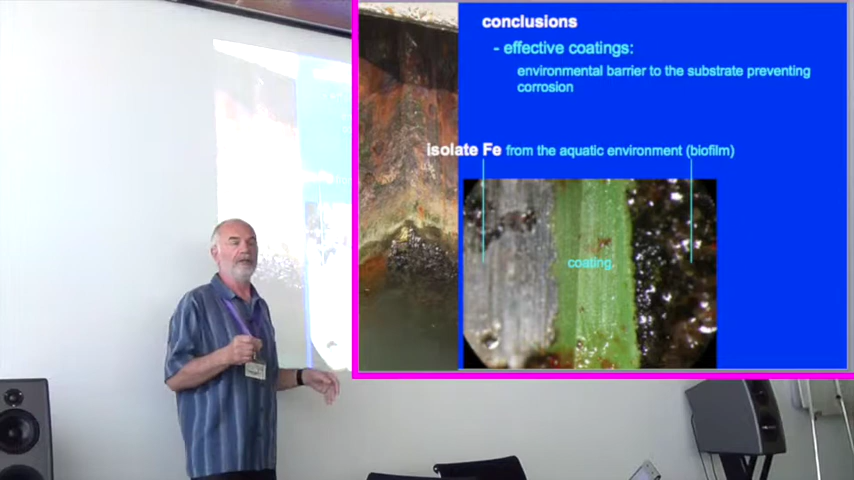 conclusions
- effective coatings:
environmental barrier to the substrate preventing
corrosion
isolate Fe from the aquatic environment (biofilm)
coating.